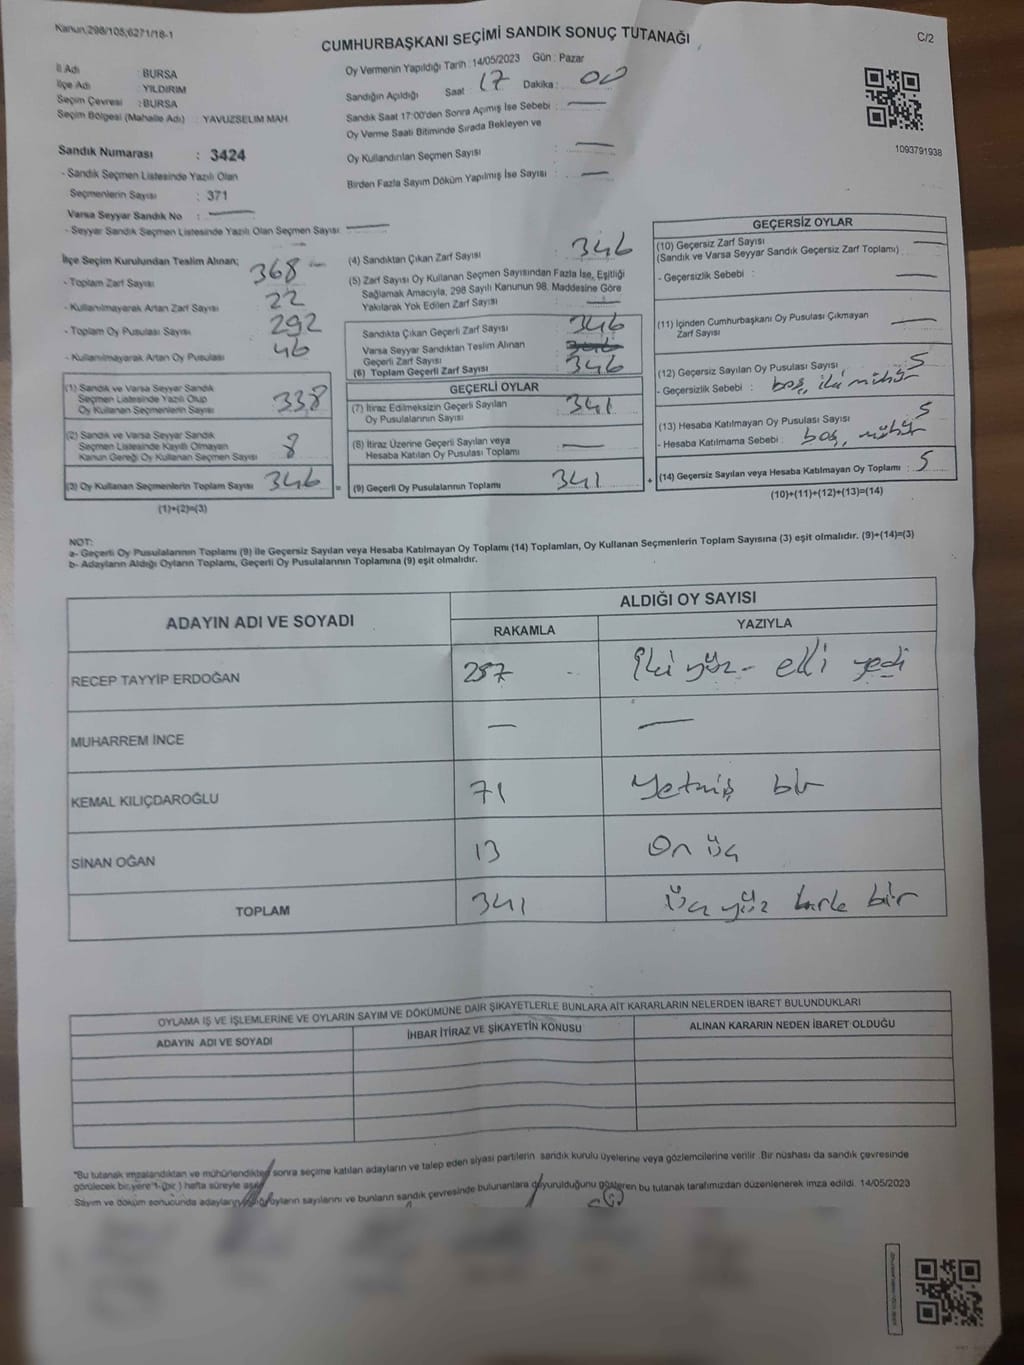 Kanun;298/105;6271/18-1
CUMHURBAŞKANI SEÇİMİ SANDIK SONUÇ TUTANAĞI
C/2
İl Adı : BURSA
İlçe Adı : YILDIRIM
Seçim Çevresi : BURSA
Seçim Bölgesi (Mahalle Adı) : YAVUZSELIM MAH
Sandık Numarası : 3424
- Sandık Seçmen Listesinde Yazılı Olan
Seçmenlerin Sayısı : 371
Varsa Seyyar Sandık No : —
- Seyyar Sandık Seçmen Listesinde Yazılı Olan Seçmen Sayısı —
Oy Vermenin Yapıldığı Tarih : 14/05/2023 Gün : Pazar
Sandığın Açıldığı Saat 17 Dakika : 00
Sandık Saat 17:00'den Sonra Açımış İse Sebebi : —
Oy Verme Saati Bitiminde Sırada Bekleyen ve
Oy Kullandırılan Seçmen Sayısı : —
Birden Fazla Sayım Döküm Yapılmış İse Sayısı : —
1093791938
İlçe Seçim Kurulundan Teslim Alınan;
- Toplam Zarf Sayısı 368 -
- Kullanılmayarak Artan Zarf Sayısı 22
- Toplam Oy Pusulası Sayısı 292
- Kullanılmayarak Artan Oy Pusulası 46
(1) Sandık ve Varsa Seyyar Sandık
Seçmen Listesinde Yazılı Olup
Oy Kullanan Seçmenlerin Sayısı 338
(2) Sandık ve Varsa Seyyar Sandık
Seçmen Listesinde Kayıtlı Olmayan
Kanun Gereği Oy Kullanan Seçmen Sayısı 8
(3) Oy Kullanan Seçmenlerin Toplam Sayısı 346 =
(1)+(2)=(3)
(4) Sandıktan Çıkan Zarf Sayısı 346
(5) Zarf Sayısı Oy Kullanan Seçmen Sayısından Fazla İse, Eşitliği
Sağlamak Amacıyla, 298 Sayılı Kanunun 98. Maddesine Göre
Yakılarak Yok Edilen Zarf Sayısı —
Sandıkta Çıkan Geçerli Zarf Sayısı 346
Varsa Seyyar Sandıktan Teslim Alınan
Geçerli Zarf Sayısı
(6) Toplam Geçerli Zarf Sayısı 346
GEÇERLİ OYLAR
(7) İtiraz Edilmeksizin Geçerli Sayılan
Oy Pusulalarının Sayısı 341
(8) İtiraz Üzerine Geçerli Sayılan veya
Hesaba Katılan Oy Pusulası Toplamı —
(9) Geçerli Oy Pusulalarının Toplamı 341 +
GEÇERSİZ OYLAR
(10) Geçersiz Zarf Sayısı —
(Sandık ve Varsa Seyyar Sandık Geçersiz Zarf Toplamı)
- Geçersizlik Sebebi : —
(11) İçinden Cumhurbaşkanı Oy Pusulası Çıkmayan
Zarf Sayısı —
(12) Geçersiz Sayılan Oy Pusulası Sayısı 5
- Geçersizlik Sebebi : boş, iki mühür
(13) Hesaba Katılmayan Oy Pusulası Sayısı 5
- Hesaba Katılmama Sebebi : boş, mühür
(14) Geçersiz Sayılan veya Hesaba Katılmayan Oy Toplamı : 5
(10)+(11)+(12)+(13)=(14)
NOT:
a- Geçerli Oy Pusulalarının Toplamı (9) ile Geçersiz Sayılan veya Hesaba Katılmayan Oy Toplamı (14) Toplamları, Oy Kullanan Seçmenlerin Toplam Sayısına (3) eşit olmalıdır. (9)+(14)=(3)
b- Adayların Aldığı Oyların Toplamı, Geçerli Oy Pusulalarının Toplamına (9) eşit olmalıdır.
ADAYIN ADI VE SOYADI
ALDIĞI OY SAYISI
RAKAMLA YAZIYLA
RECEP TAYYİP ERDOĞAN 257 İki yüz - elli yedi
MUHARREM İNCE — —
KEMAL KILIÇDAROĞLU 71 Yetmiş bir
SİNAN OĞAN 13 On üç
TOPLAM 341 üç yüz kırk bir
OYLAMA İŞ VE İŞLEMLERİNE VE OYLARIN SAYIM VE DÖKÜMÜNE DAİR ŞİKAYETLERLE BUNLARA AİT KARARLARIN NELERDEN İBARET BULUNDUKLARI
ADAYIN ADI VE SOYADI İHBAR İTİRAZ VE ŞİKAYETİN KONUSU ALINAN KARARIN NEDEN İBARET OLDUĞU
*Bu tutanak imzalandıktan ve mühürlendikten sonra seçime katılan adayların ve talep eden siyasi partilerin sandık kurulu üyelerine veya gözlemcilerine verilir. Bir nüshası da sandık çevresinde
görülecek bir yere 1 (bir) hafta süreyle asılır.
Sayım ve döküm sonucunda adayların aldığı oyların sayılarını ve bunların sandık çevresinde bulunanlara duyurulduğunu gösteren bu tutanak tarafımızdan düzenlenerek imza edildi. 14/05/2023